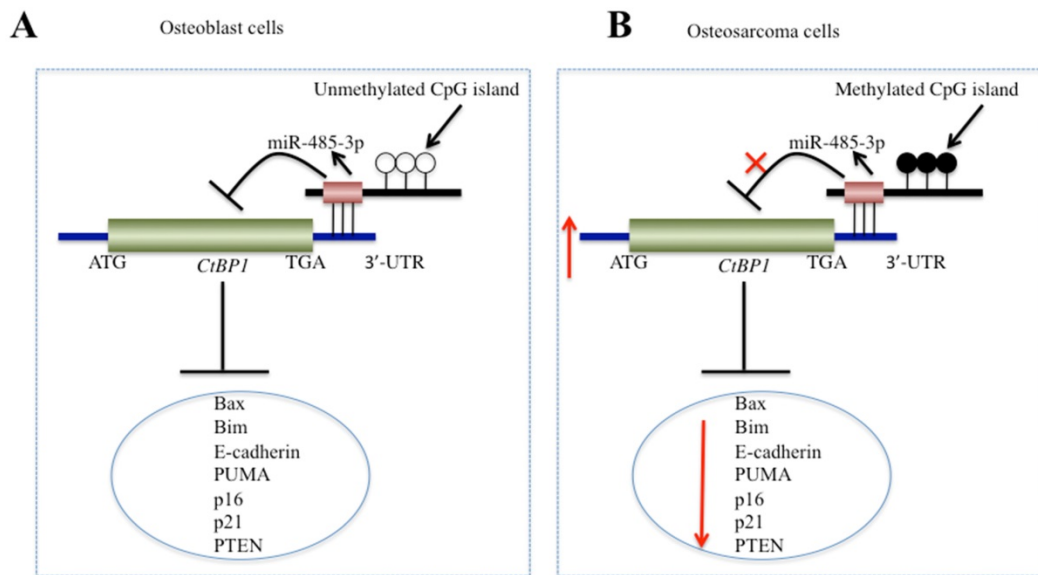 A
Osteoblast cells
Unmethylated CpG island
miR-485-3p
ATG
CtBP1
TGA
3′-UTR
Bax
Bim
E-cadherin
PUMA
p16
p21
PTEN
B
Osteosarcoma cells
Methylated CpG island
miR-485-3p
ATG
CtBP1
TGA
3′-UTR
Bax
Bim
E-cadherin
PUMA
p16
p21
PTEN